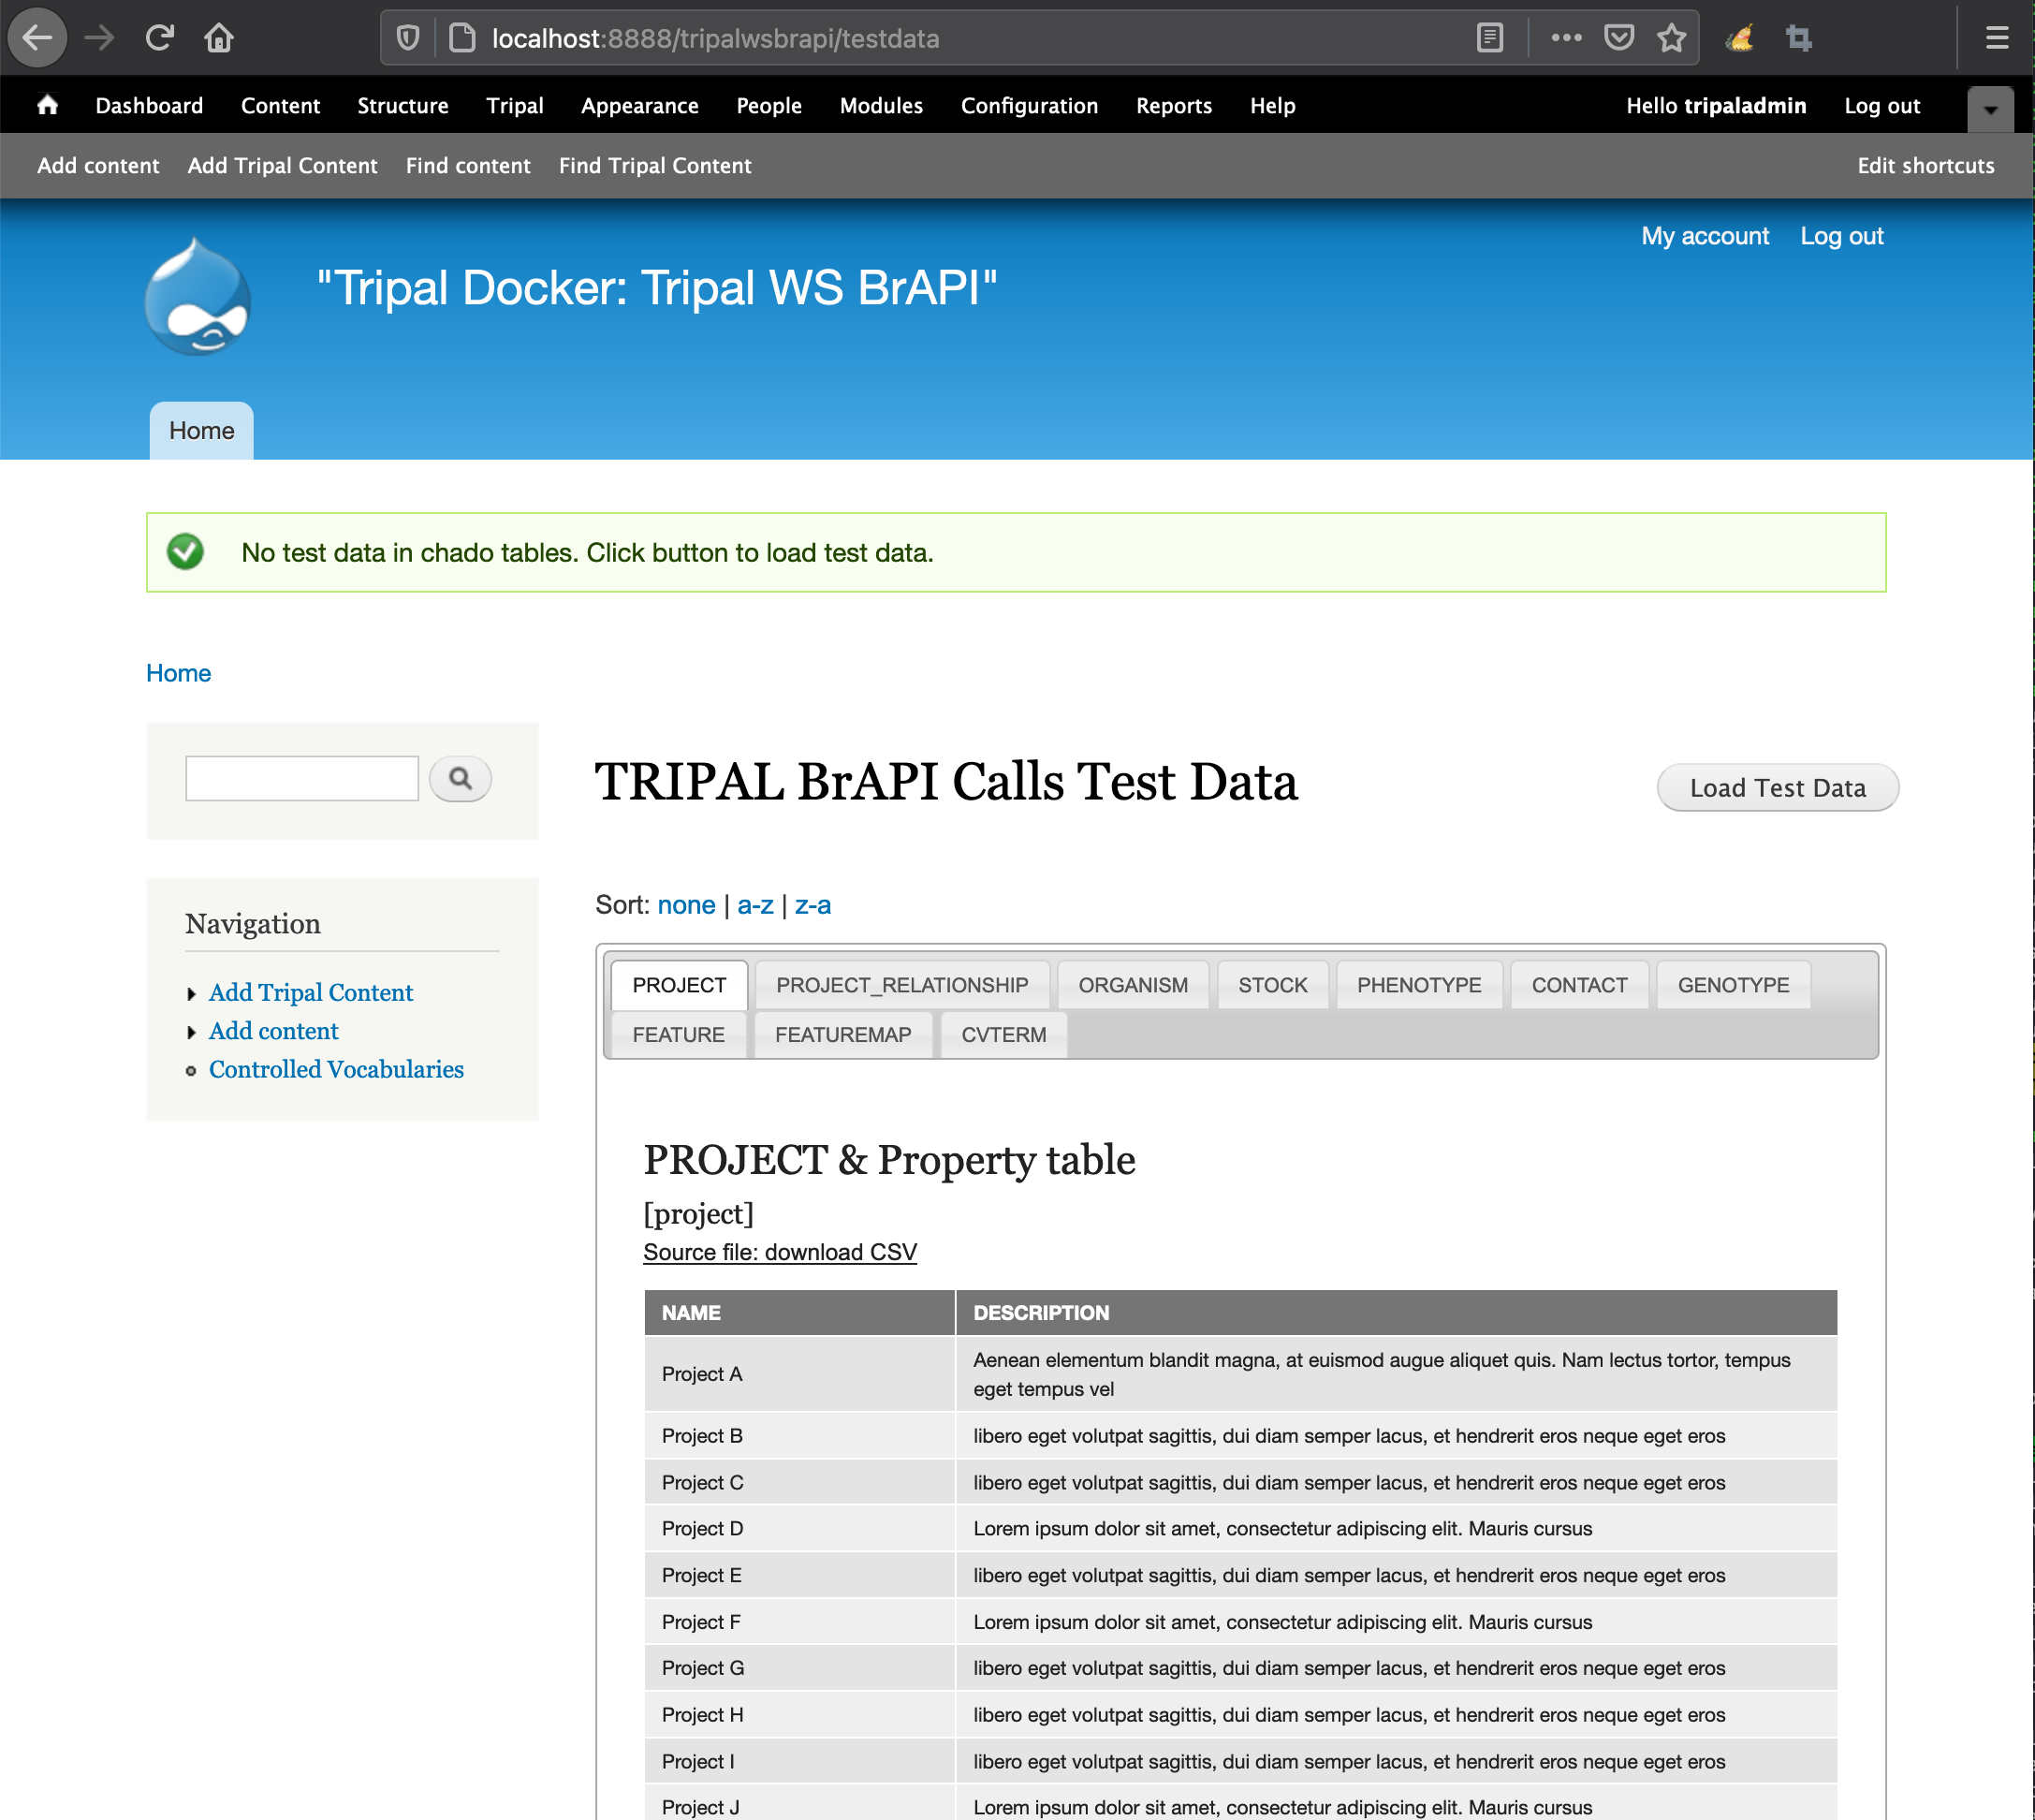 localhost:8888/tripalwsbrapi/testdata
Dashboard Content Structure Tripal Appearance People Modules Configuration Reports Help Hello tripaladmin Log out
Add content Add Tripal Content Find content Find Tripal Content Edit shortcuts
My account Log out
"Tripal Docker: Tripal WS BrAPI"
Home
No test data in chado tables. Click button to load test data.
Home
TRIPAL BrAPI Calls Test Data
Load Test Data
Navigation
Add Tripal Content
Add content
Controlled Vocabularies
Sort: none | a-z | z-a
PROJECT PROJECT_RELATIONSHIP ORGANISM STOCK PHENOTYPE CONTACT GENOTYPE
FEATURE FEATUREMAP CVTERM
PROJECT & Property table
[project]
Source file: download CSV
NAME DESCRIPTION
Project A Aenean elementum blandit magna, at euismod augue aliquet quis. Nam lectus tortor, tempus
eget tempus vel
Project B libero eget volutpat sagittis, dui diam semper lacus, et hendrerit eros neque eget eros
Project C libero eget volutpat sagittis, dui diam semper lacus, et hendrerit eros neque eget eros
Project D Lorem ipsum dolor sit amet, consectetur adipiscing elit. Mauris cursus
Project E libero eget volutpat sagittis, dui diam semper lacus, et hendrerit eros neque eget eros
Project F Lorem ipsum dolor sit amet, consectetur adipiscing elit. Mauris cursus
Project G libero eget volutpat sagittis, dui diam semper lacus, et hendrerit eros neque eget eros
Project H libero eget volutpat sagittis, dui diam semper lacus, et hendrerit eros neque eget eros
Project I libero eget volutpat sagittis, dui diam semper lacus, et hendrerit eros neque eget eros
Project J Lorem ipsum dolor sit amet, consectetur adipiscing elit. Mauris cursus